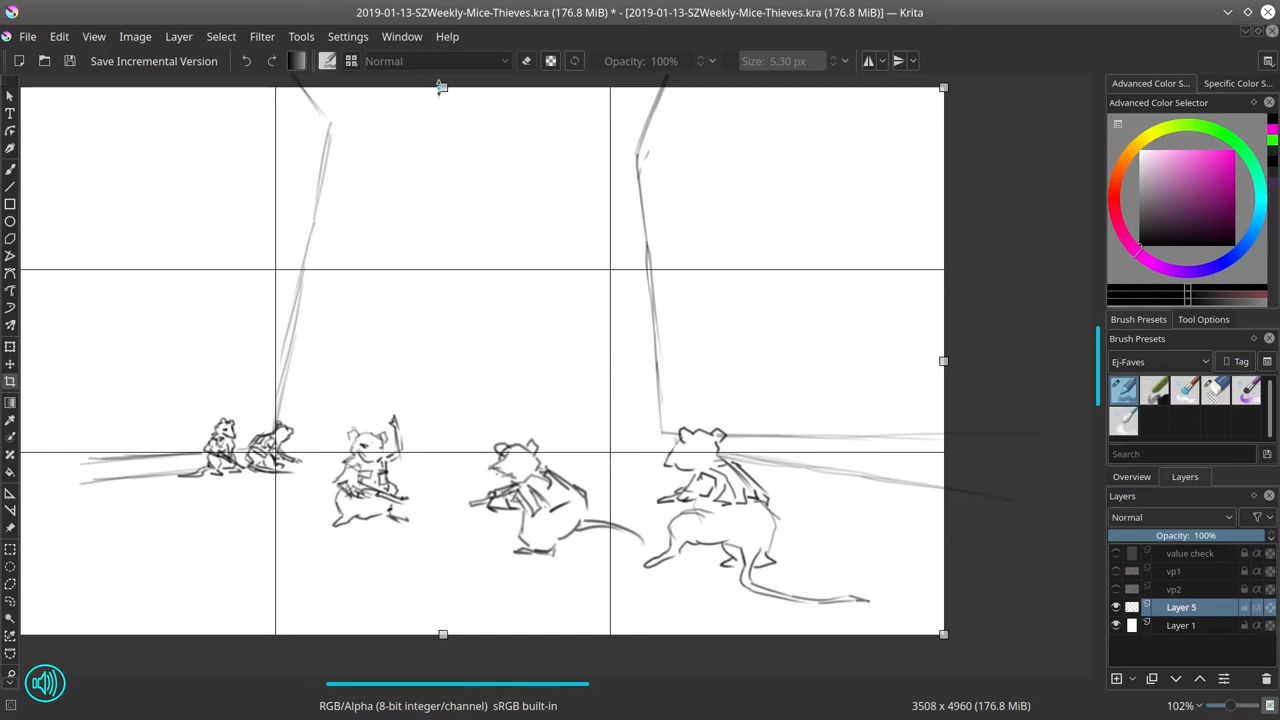 2019-01-13-SZWeekly-Mice-Thieves.kra (176.8 MiB) * - [2019-01-13-SZWeekly-Mice-Thieves.kra (176.8 MiB)] — Krita
File Edit View Image Layer Select Filter Tools Settings Window Help
Save Incremental Version Normal Opacity: 100% Size: 5.30 px
Advanced Color S... Specific Color S...
Advanced Color Selector
Brush Presets Tool Options
Brush Presets
Ej-Faves Tag
Search
Overview Layers
Layers
Normal
Opacity: 100%
value check
vp1
vp2
Layer 5
Layer 1
RGB/Alpha (8-bit integer/channel) sRGB built-in 3508 x 4960 (176.8 MiB) 102%